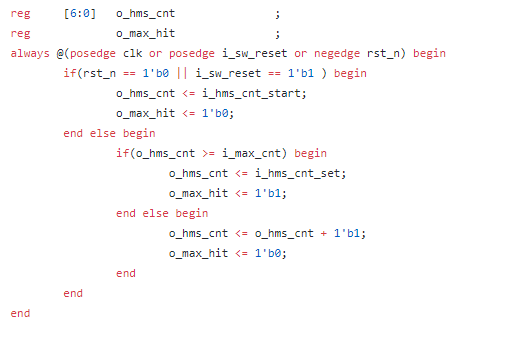 reg [6:0] o_hms_cnt ;
reg o_max_hit ;
always @(posedge clk or posedge i_sw_reset or negedge rst_n) begin
if(rst_n == 1'b0 || i_sw_reset == 1'b1 ) begin
o_hms_cnt <= i_hms_cnt_start;
o_max_hit <= 1'b0;
end else begin
if(o_hms_cnt >= i_max_cnt) begin
o_hms_cnt <= i_hms_cnt_set;
o_max_hit <= 1'b1;
end else begin
o_hms_cnt <= o_hms_cnt + 1'b1;
o_max_hit <= 1'b0;
end
end
end